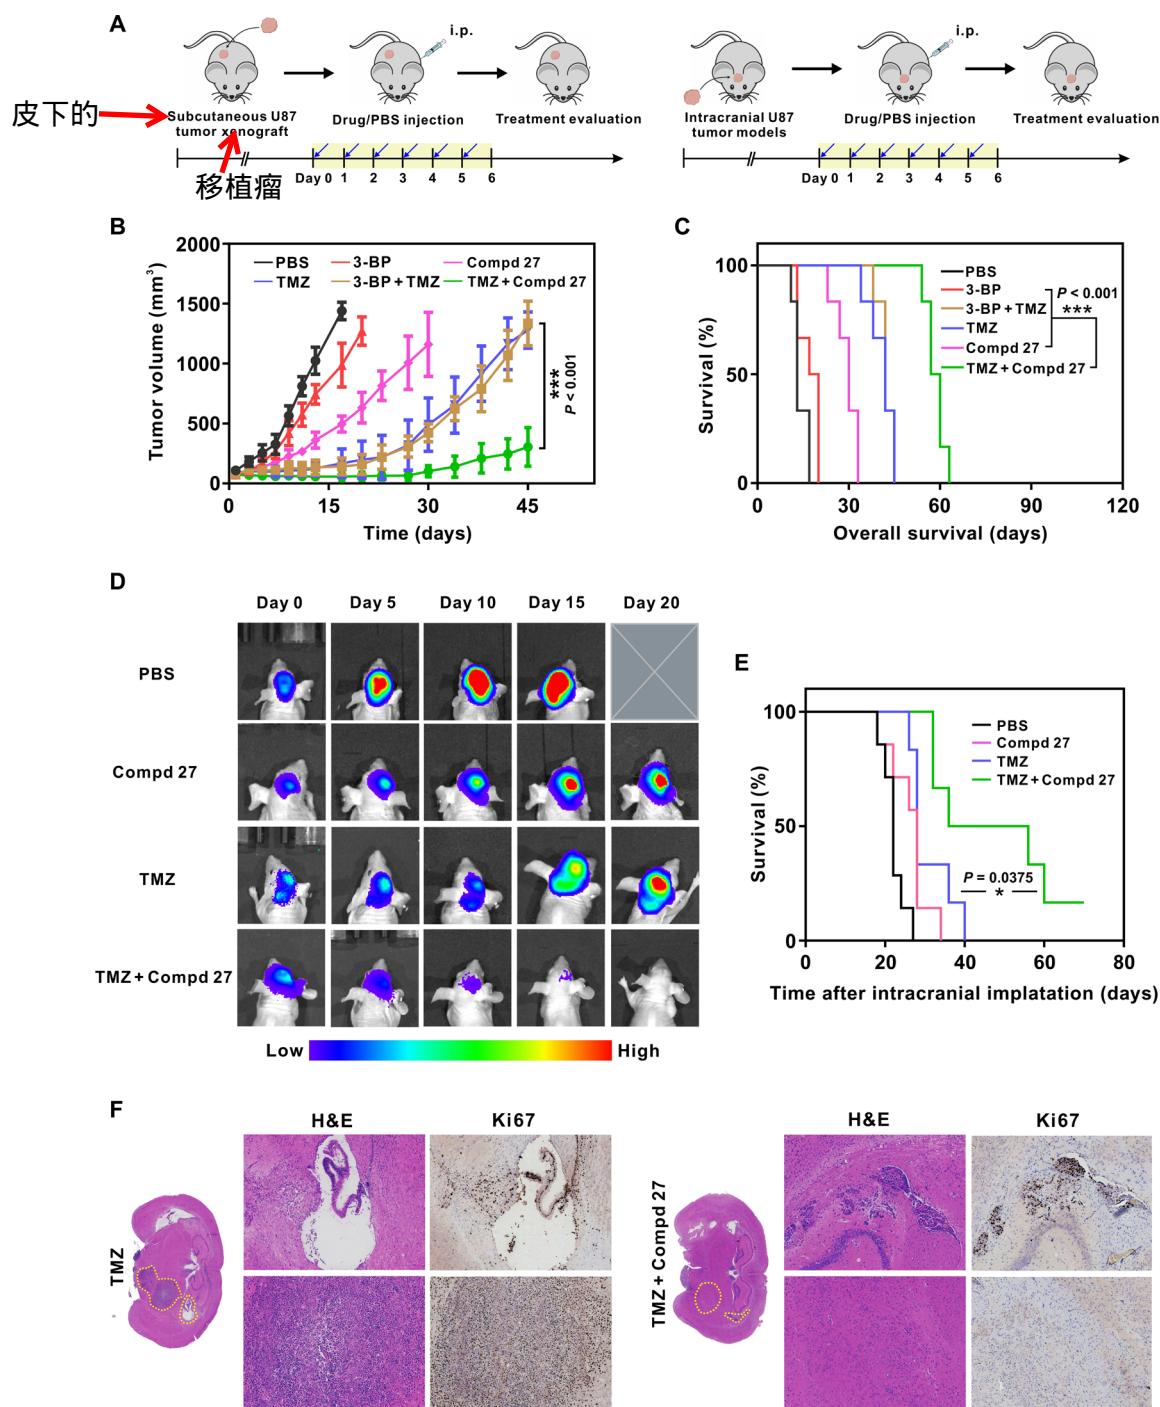 A
i.p.
i.p.
皮下的
Subcutaneous U87
tumor xenograft
Drug/PBS injection
Treatment evaluation
Intracranial U87
tumor models
Drug/PBS injection
Treatment evaluation
Day 0 1 2 3 4 5 6
Day 0 1 2 3 4 5 6
移植瘤
B
2000
1500
1000
500
0
Tumor volume (mm³)
PBS
TMZ
3-BP
3-BP + TMZ
Compd 27
TMZ + Compd 27
***
P < 0.001
0 15 30 45
Time (days)
C
100
50
0
Survival (%)
PBS
3-BP
3-BP + TMZ
TMZ
Compd 27
TMZ + Compd 27
P < 0.001
***
0 30 60 90 120
Overall survival (days)
D
Day 0 Day 5 Day 10 Day 15 Day 20
PBS
Compd 27
TMZ
TMZ + Compd 27
Low High
E
100
50
0
Survival (%)
PBS
Compd 27
TMZ
TMZ + Compd 27
P = 0.0375
*
0 20 40 60 80
Time after intracranial implatation (days)
F
H&E Ki67
TMZ
H&E Ki67
TMZ + Compd 27